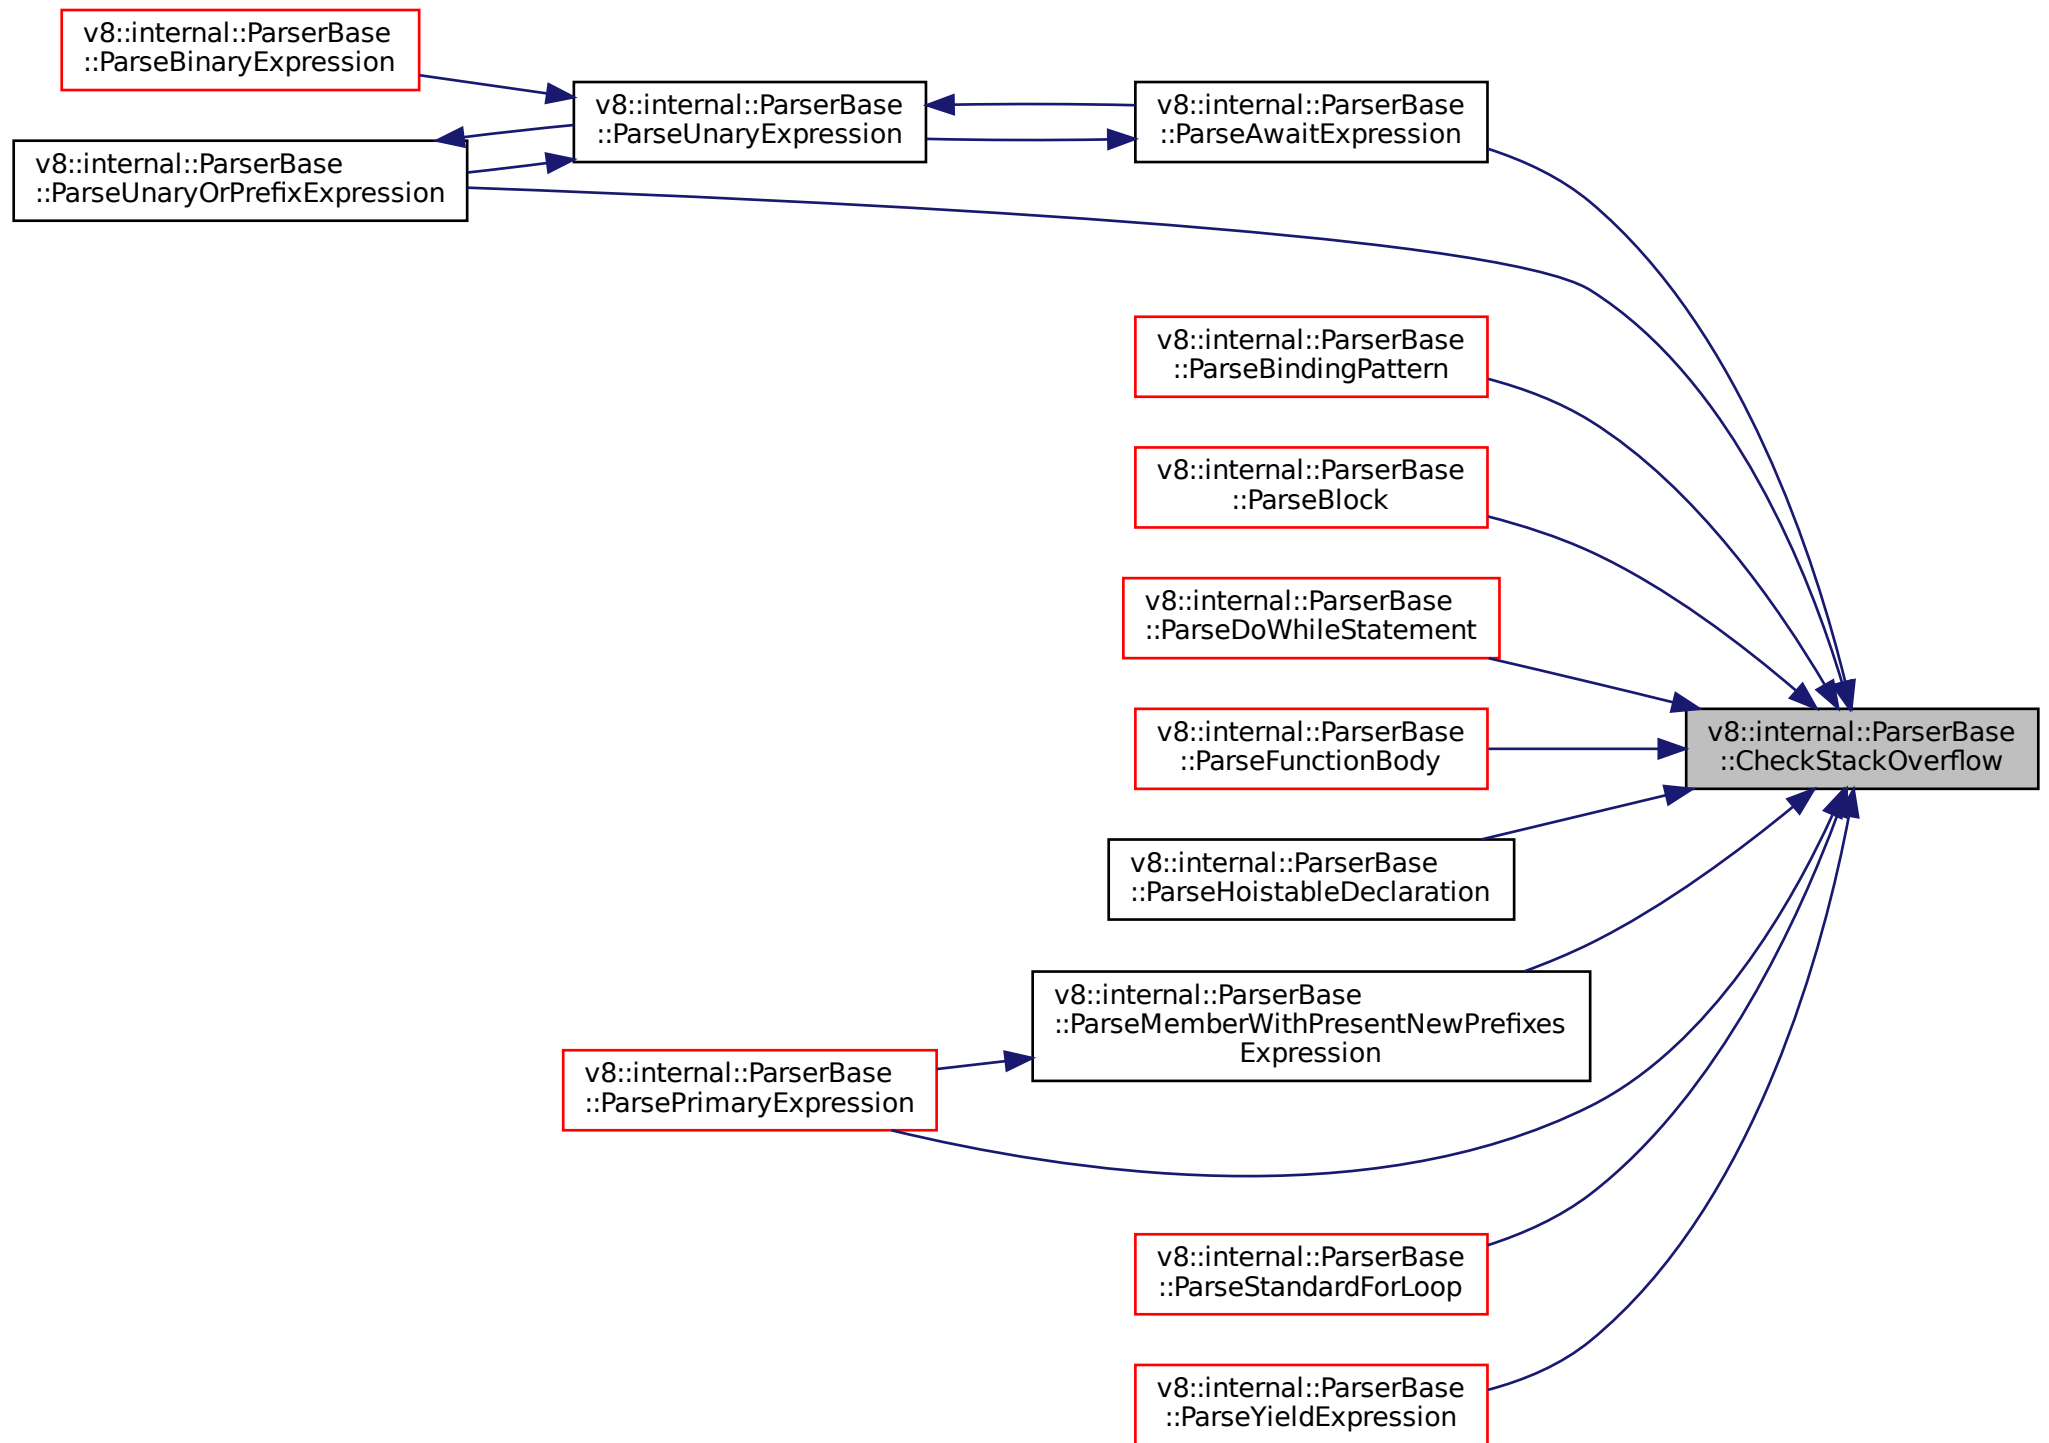 v8::internal::ParserBase
::ParseBinaryExpression
v8::internal::ParserBase
::ParseUnaryExpression
v8::internal::ParserBase
::ParseAwaitExpression
v8::internal::ParserBase
::ParseUnaryOrPrefixExpression
v8::internal::ParserBase
::ParseBindingPattern
v8::internal::ParserBase
::ParseBlock
v8::internal::ParserBase
::ParseDoWhileStatement
v8::internal::ParserBase
::ParseFunctionBody
v8::internal::ParserBase
::CheckStackOverflow
v8::internal::ParserBase
::ParseHoistableDeclaration
v8::internal::ParserBase
::ParseMemberWithPresentNewPrefixes
Expression
v8::internal::ParserBase
::ParsePrimaryExpression
v8::internal::ParserBase
::ParseStandardForLoop
v8::internal::ParserBase
::ParseYieldExpression